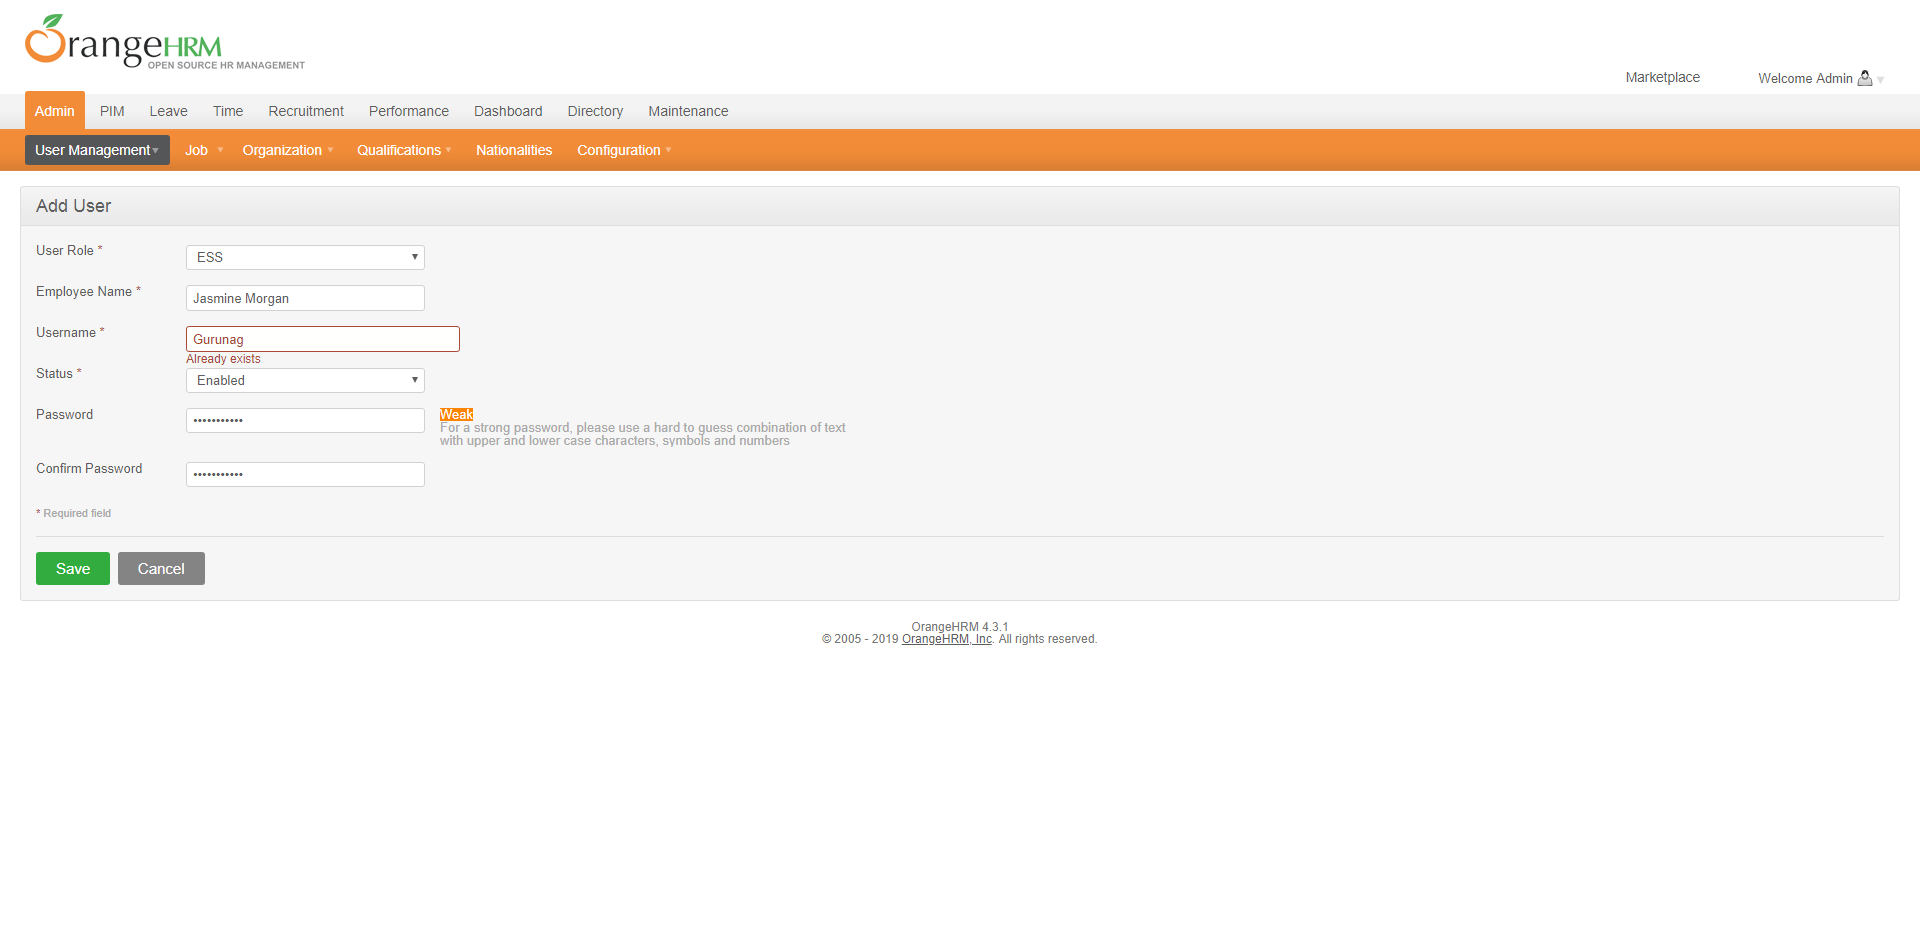 OrangeHRM
OPEN SOURCE HR MANAGEMENT
Marketplace
Welcome Admin
Admin PIM Leave Time Recruitment Performance Dashboard Directory Maintenance
User Management Job Organization Qualifications Nationalities Configuration
Add User
User Role * ESS
Employee Name * Jasmine Morgan
Username * Gurunag
Already exists
Status * Enabled
Password ••••••••••• Weak
For a strong password, please use a hard to guess combination of text
with upper and lower case characters, symbols and numbers
Confirm Password •••••••••••
* Required field
Save Cancel
OrangeHRM 4.3.1
© 2005 - 2019 OrangeHRM, Inc. All rights reserved.